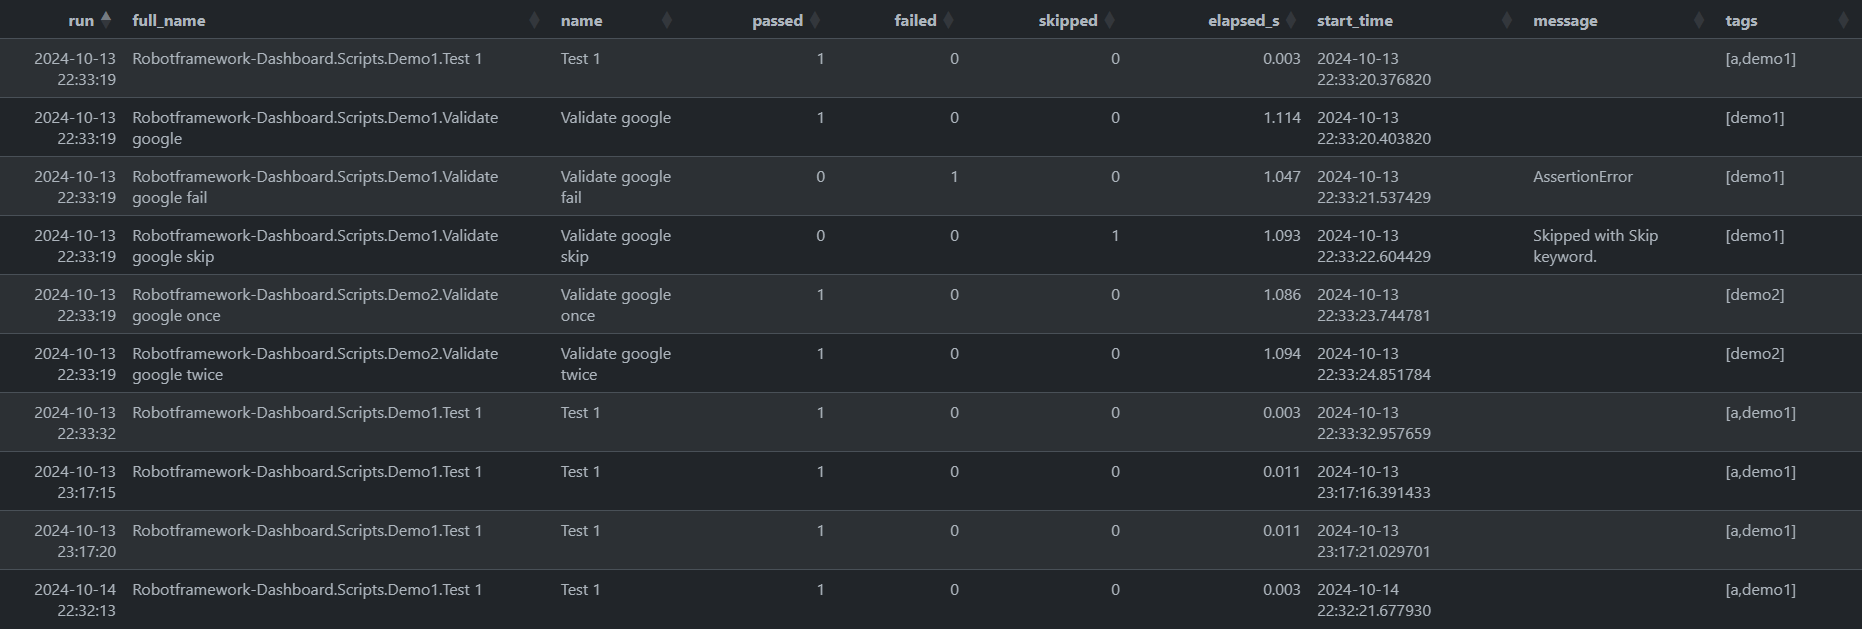 run full_name name passed failed skipped elapsed_s start_time message tags
2024-10-13 Robotframework-Dashboard.Scripts.Demo1.Test 1 Test 1 1 0 0 0.003 2024-10-13 [a,demo1]
22:33:19 22:33:20.376820
2024-10-13 Robotframework-Dashboard.Scripts.Demo1.Validate Validate google 1 0 0 1.114 2024-10-13 [demo1]
22:33:19 google 22:33:20.403820
2024-10-13 Robotframework-Dashboard.Scripts.Demo1.Validate Validate google 0 1 0 1.047 2024-10-13 AssertionError [demo1]
22:33:19 google fail fail 22:33:21.537429
2024-10-13 Robotframework-Dashboard.Scripts.Demo1.Validate Validate google 0 0 1 1.093 2024-10-13 Skipped with Skip [demo1]
22:33:19 google skip skip 22:33:22.604429 keyword.
2024-10-13 Robotframework-Dashboard.Scripts.Demo2.Validate Validate google 1 0 0 1.086 2024-10-13 [demo2]
22:33:19 google once once 22:33:23.744781
2024-10-13 Robotframework-Dashboard.Scripts.Demo2.Validate Validate google 1 0 0 1.094 2024-10-13 [demo2]
22:33:19 google twice twice 22:33:24.851784
2024-10-13 Robotframework-Dashboard.Scripts.Demo1.Test 1 Test 1 1 0 0 0.003 2024-10-13 [a,demo1]
22:33:32 22:33:32.957659
2024-10-13 Robotframework-Dashboard.Scripts.Demo1.Test 1 Test 1 1 0 0 0.011 2024-10-13 [a,demo1]
23:17:15 23:17:16.391433
2024-10-13 Robotframework-Dashboard.Scripts.Demo1.Test 1 Test 1 1 0 0 0.011 2024-10-13 [a,demo1]
23:17:20 23:17:21.029701
2024-10-14 Robotframework-Dashboard.Scripts.Demo1.Test 1 Test 1 1 0 0 0.003 2024-10-14 [a,demo1]
22:32:13 22:32:21.677930